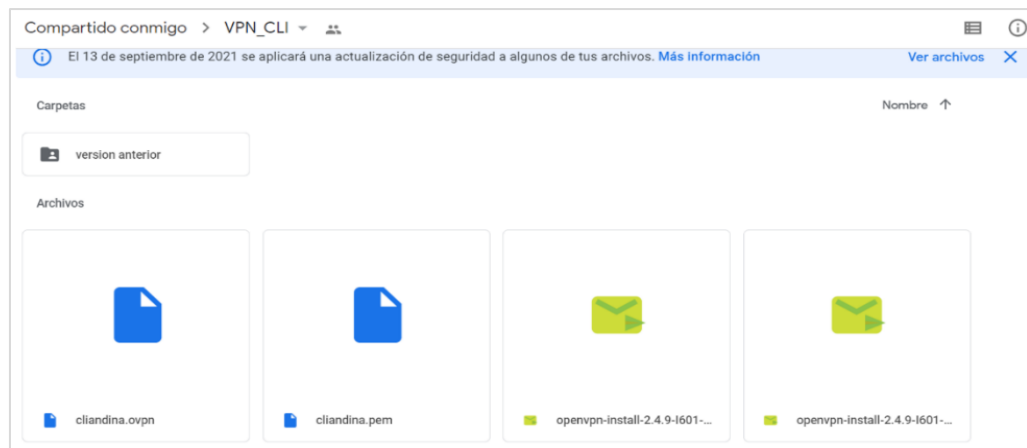 Compartido conmigo > VPN_CLI
El 13 de septiembre de 2021 se aplicará una actualización de seguridad a algunos de tus archivos. Más información Ver archivos
Carpetas Nombre
version anterior
Archivos
cliandina.ovpn cliandina.pem openvpn-install-2.4.9-I601-... openvpn-install-2.4.9-I601-...